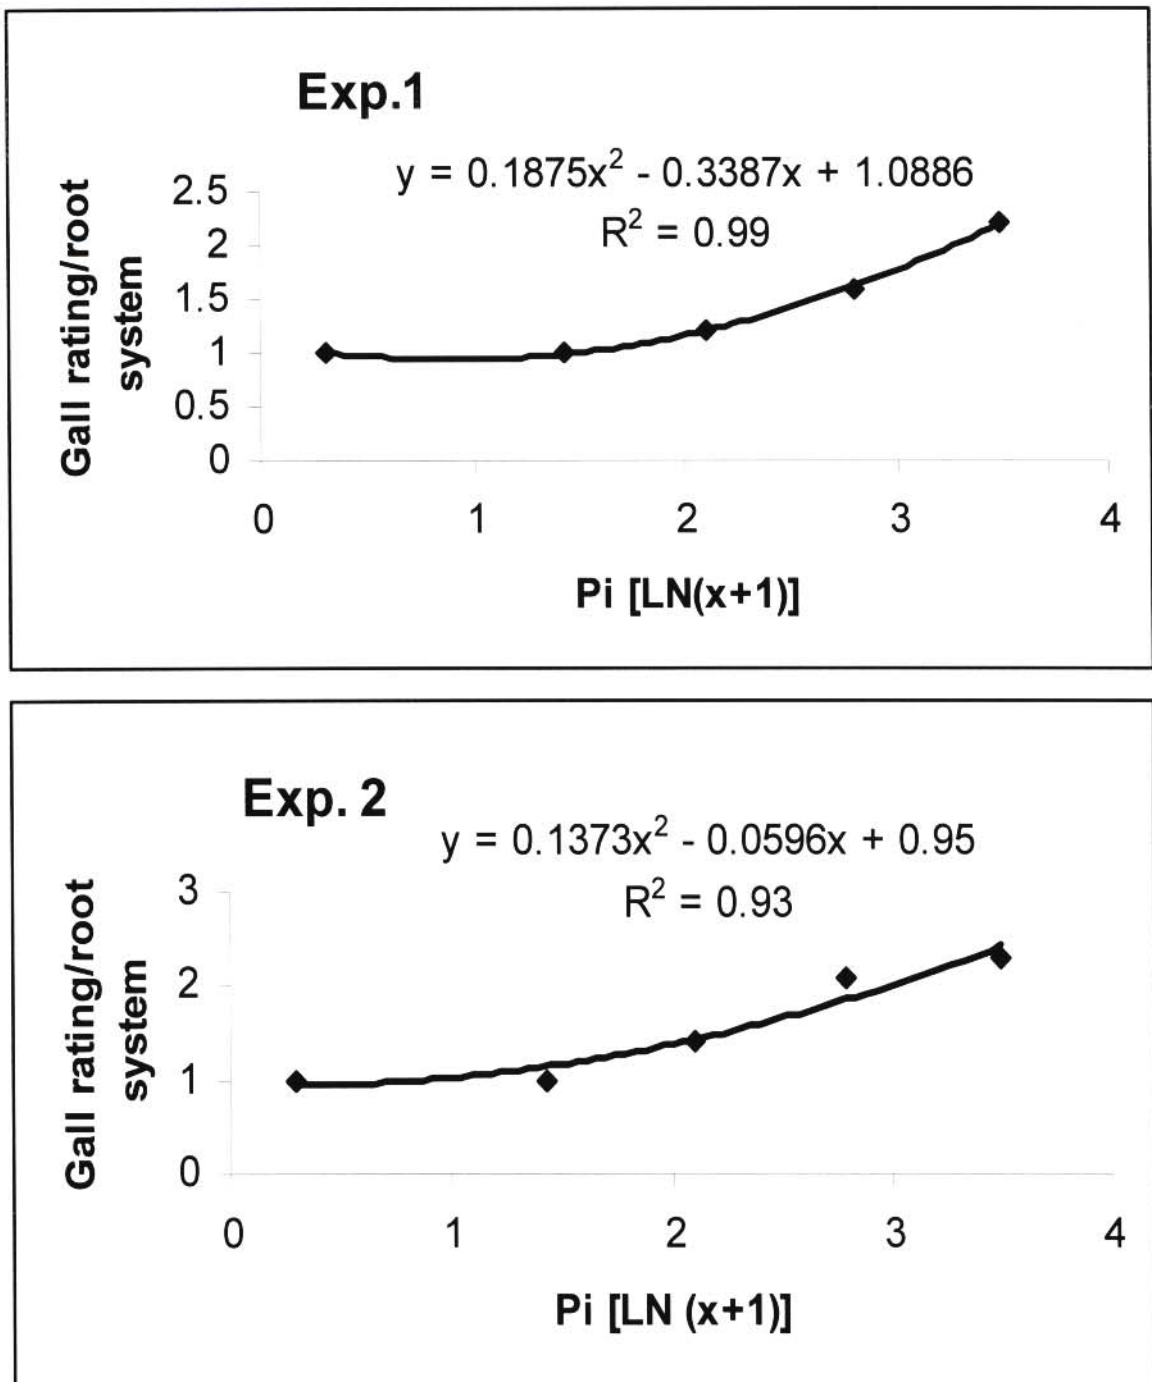 Exp.1
y = 0.1875x² - 0.3387x + 1.0886
R² = 0.99
Gall rating/root
system
2.5
2
1.5
1
0.5
0
0 1 2 3 4
Pi [LN(x+1)]
Exp. 2
y = 0.1373x² - 0.0596x + 0.95
R² = 0.93
Gall rating/root
system
3
2
1
0
0 1 2 3 4
Pi [LN (x+1)]